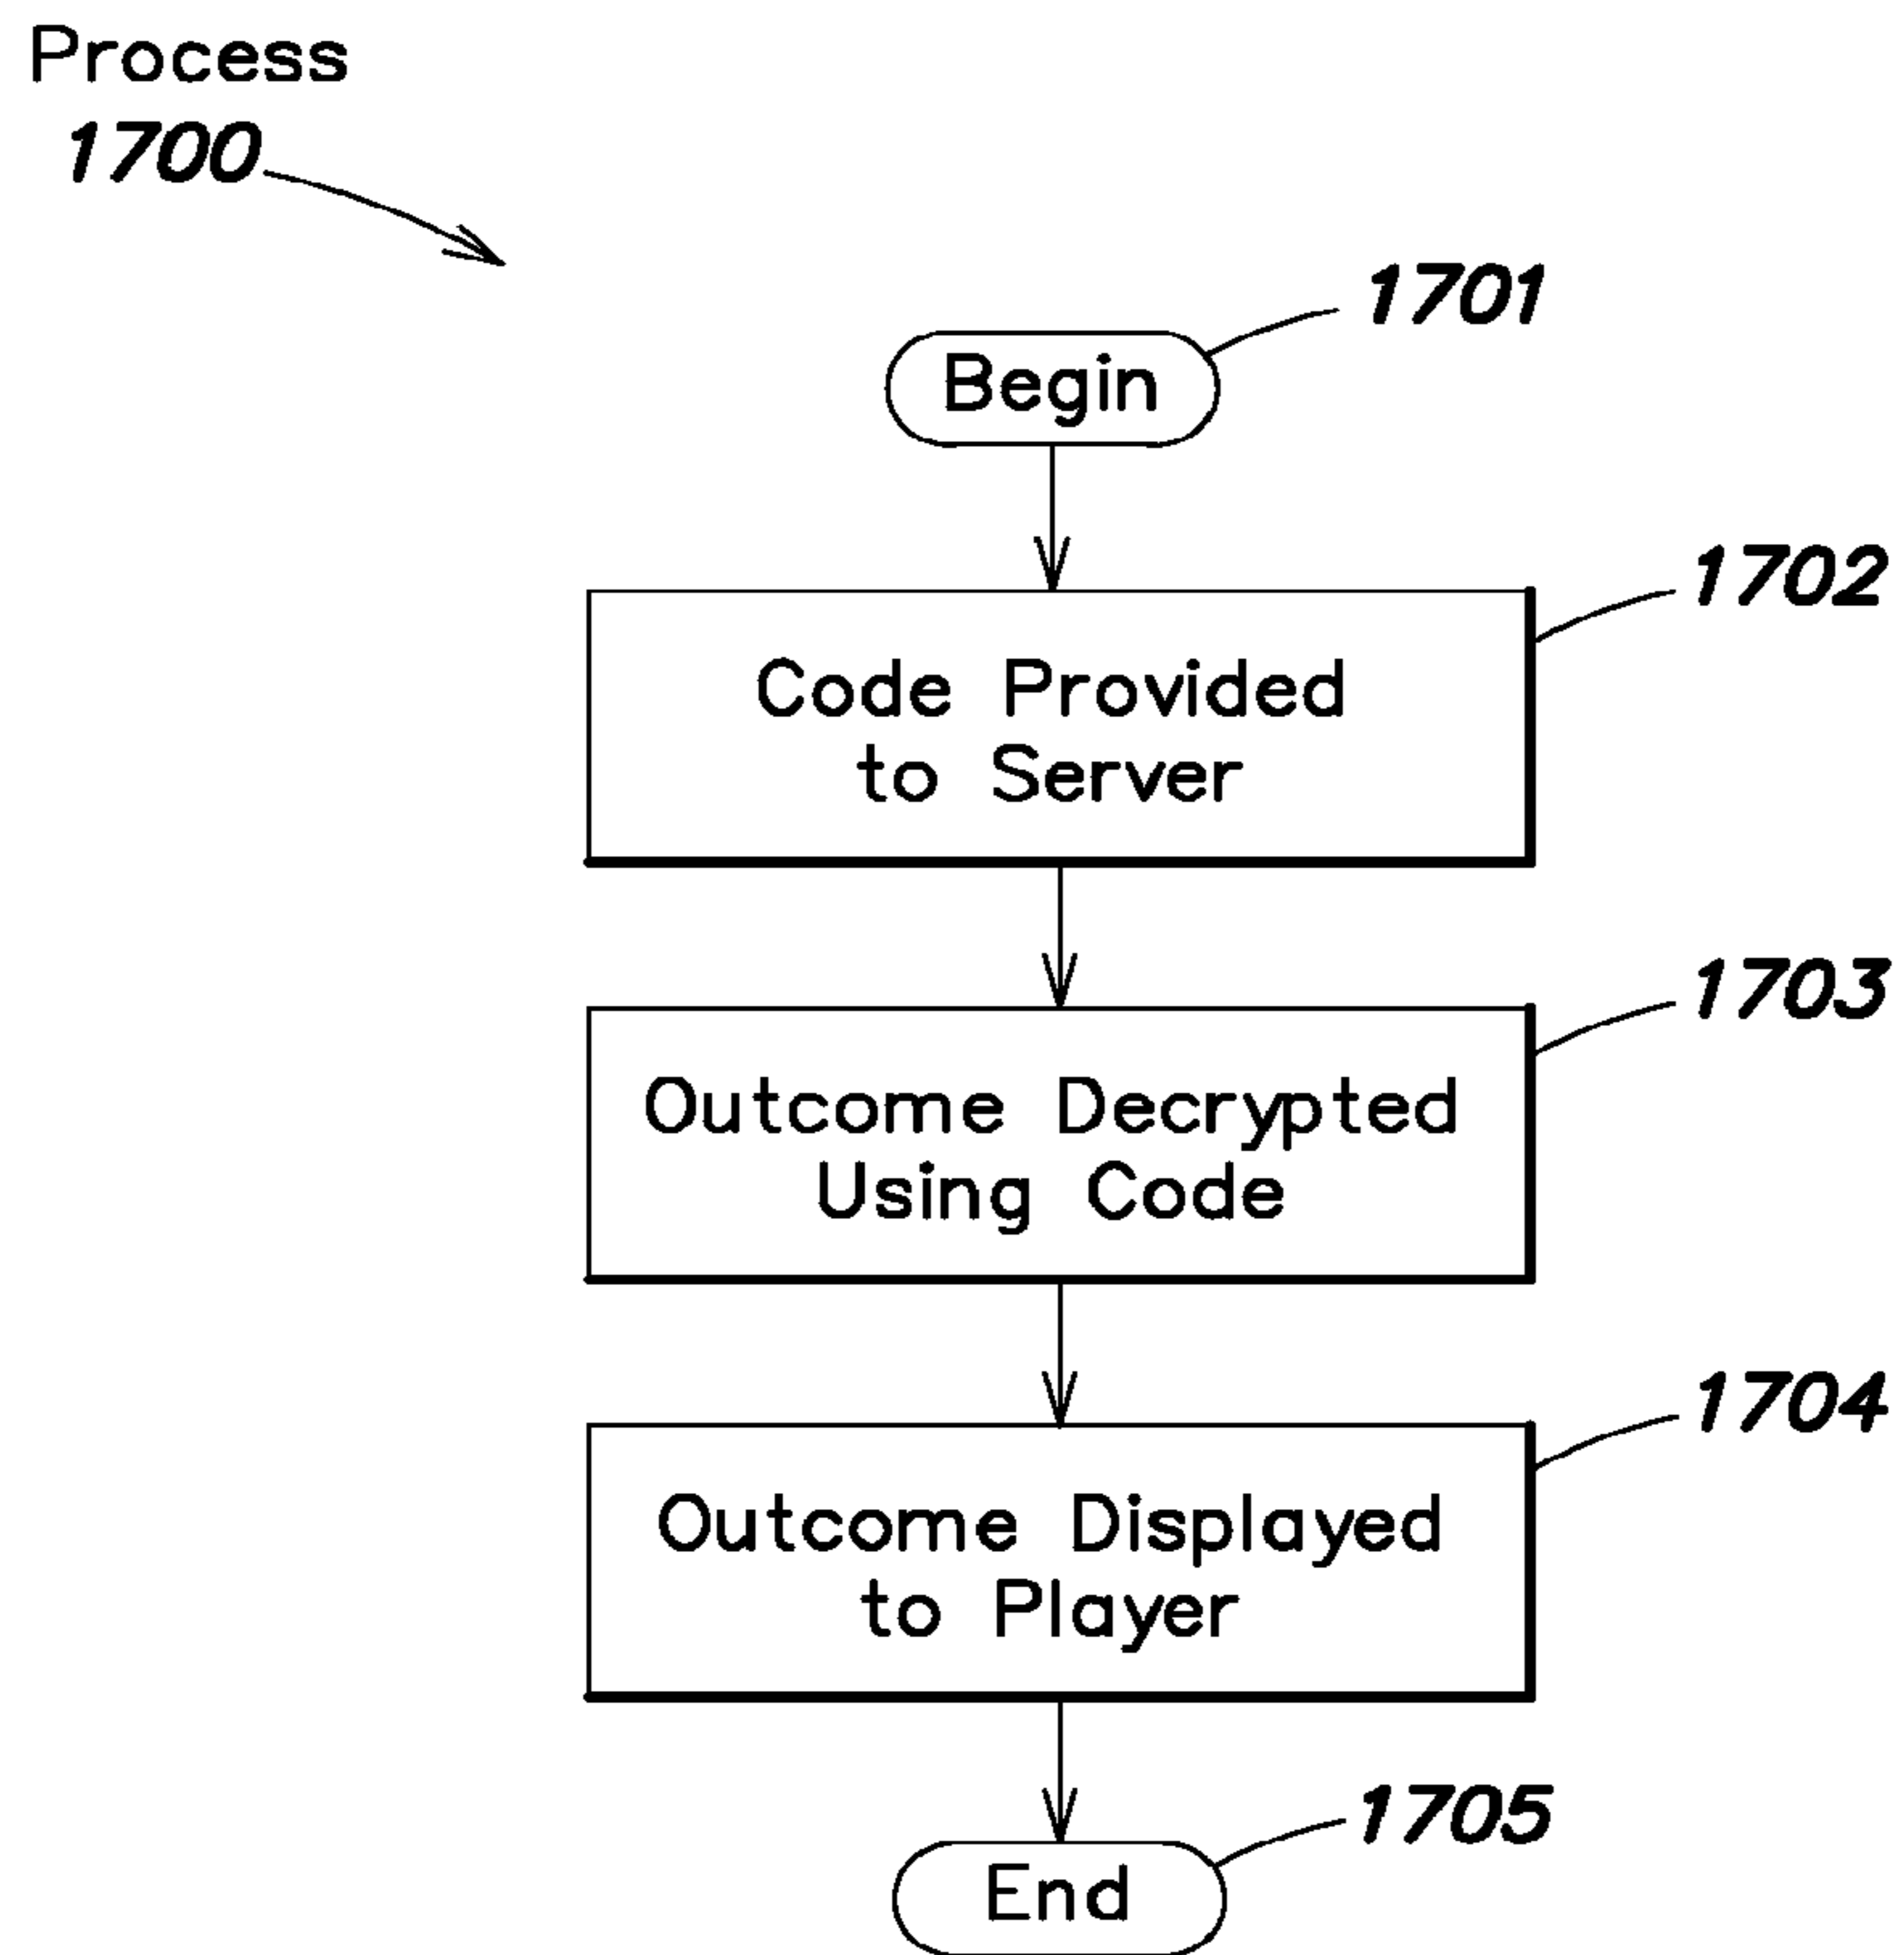 Process
1700
1701
Begin
1702
Code Provided
to Server
1703
Outcome Decrypted
Using Code
1704
Outcome Displayed
to Player
1705
End